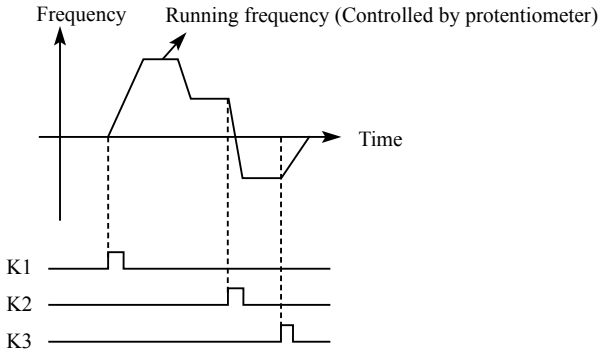 Frequency
Running frequency (Controlled by protentiometer)
Time
K1
K2
K3